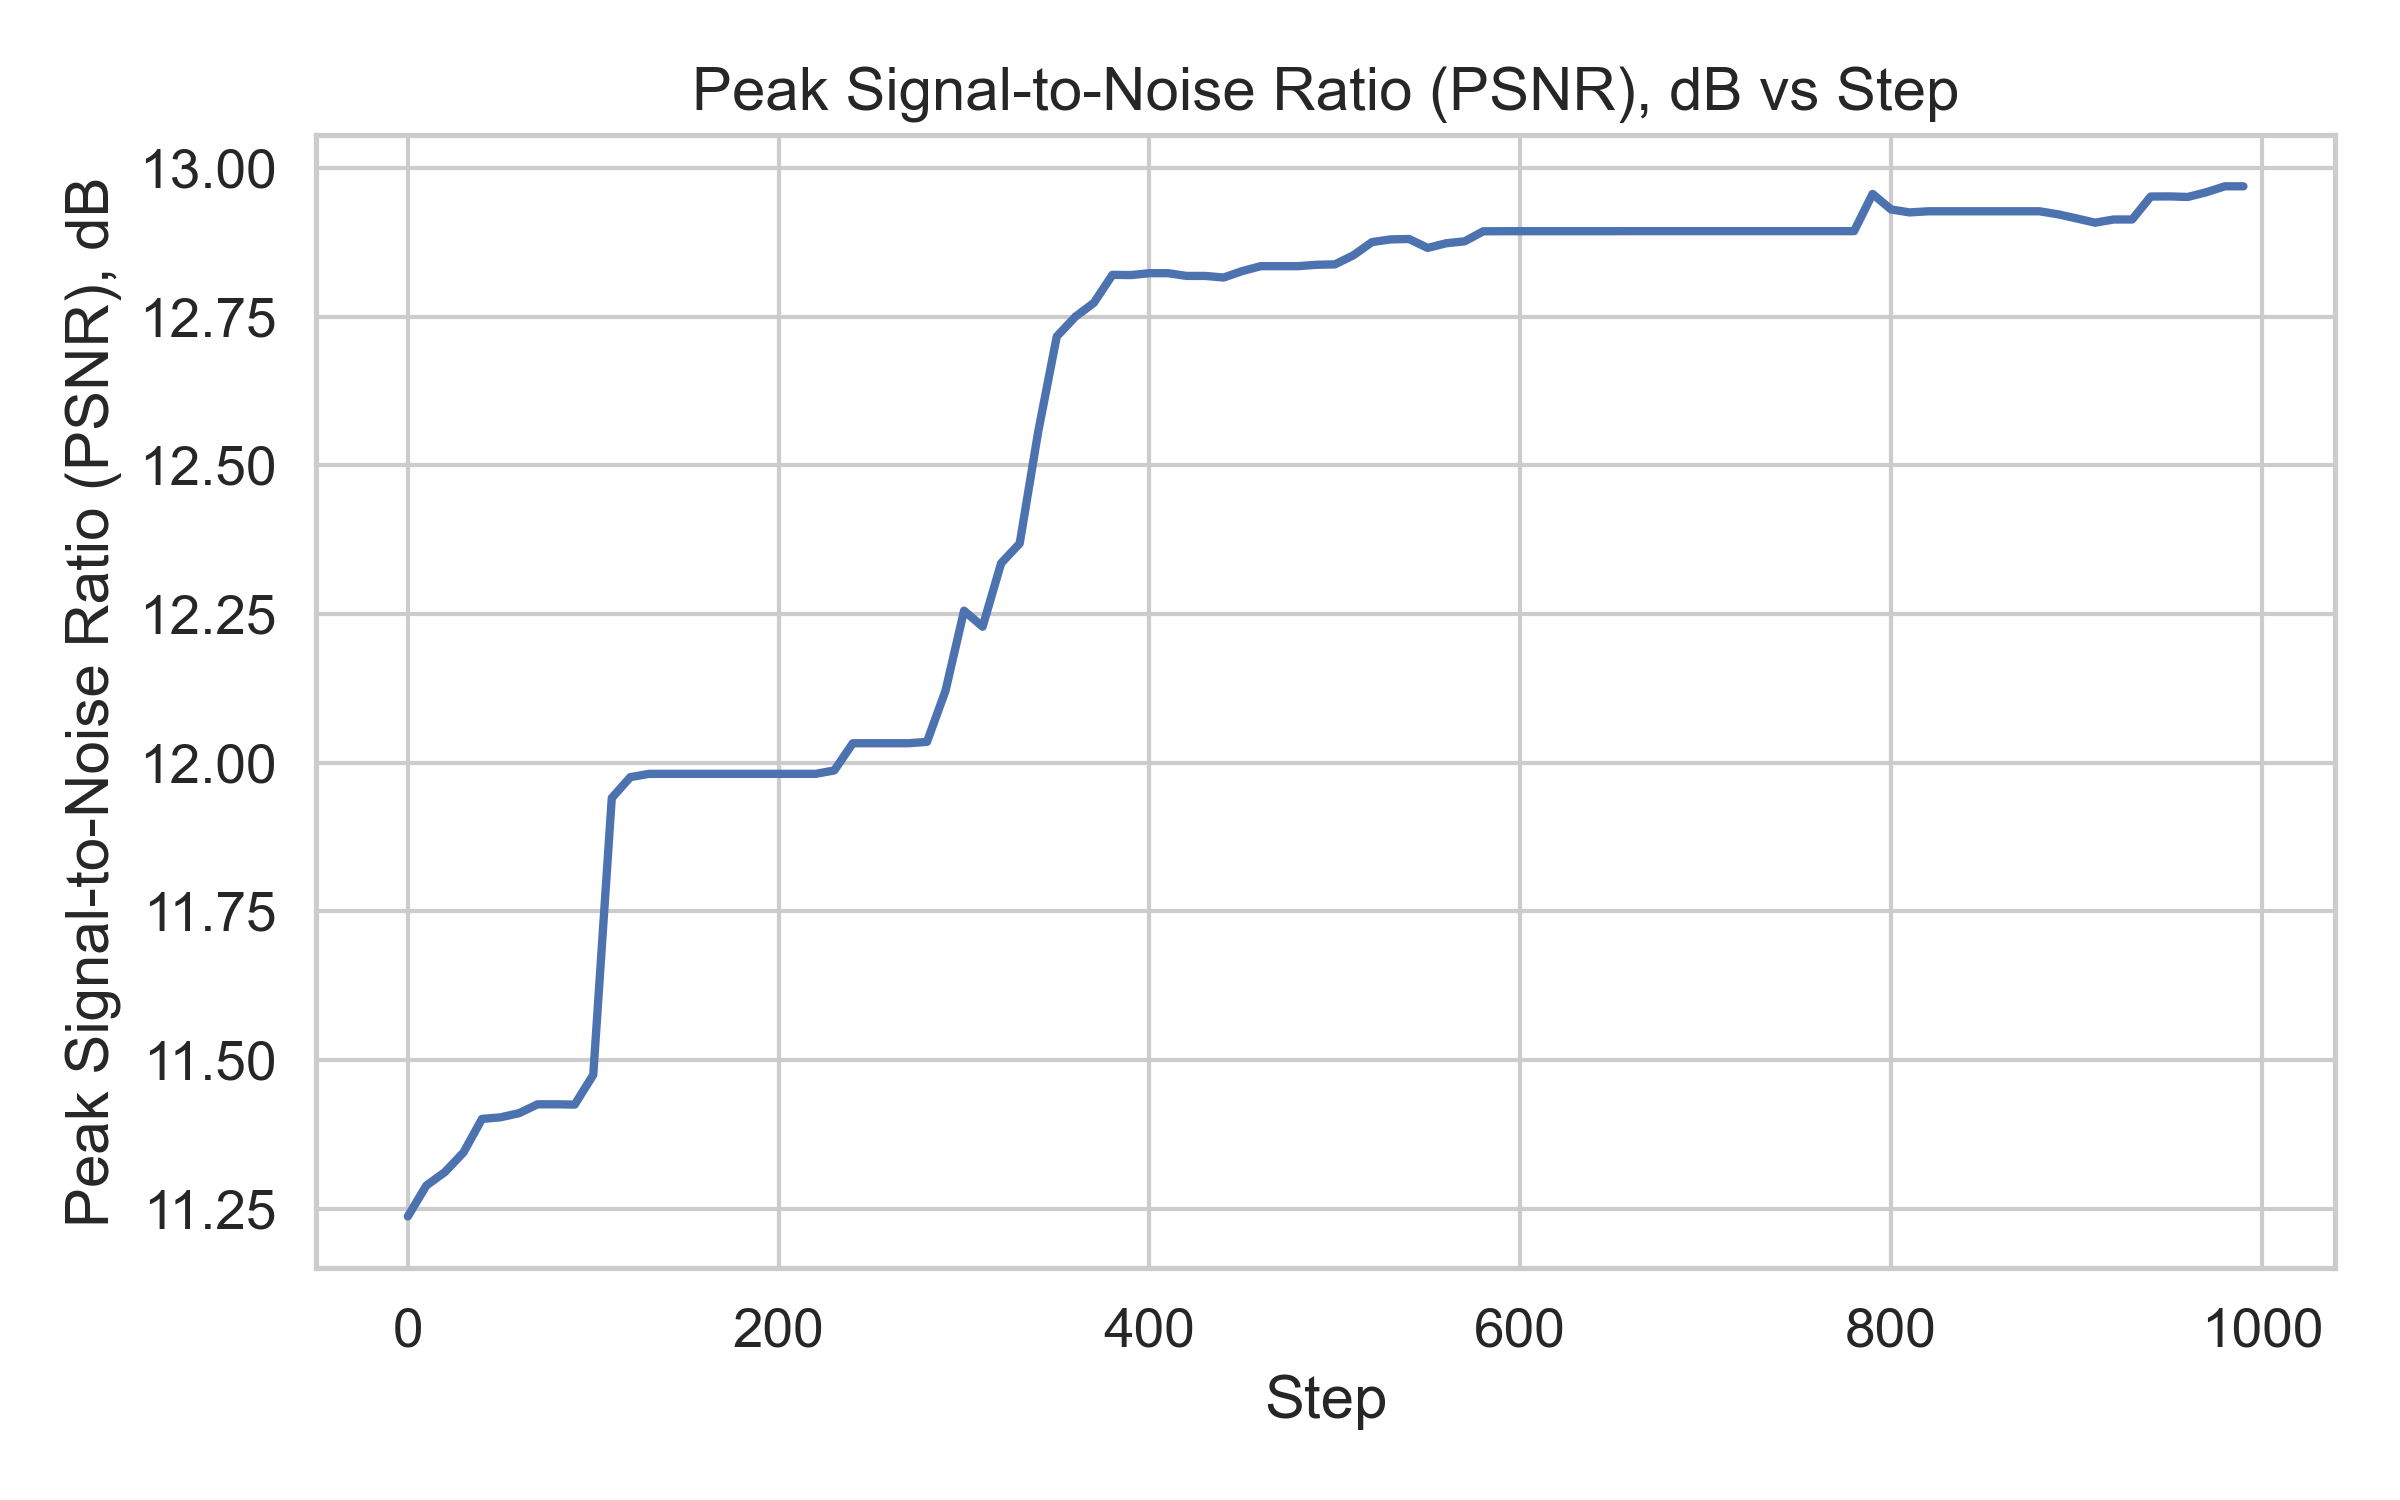 Peak Signal-to-Noise Ratio (PSNR), dB vs Step
Peak Signal-to-Noise Ratio (PSNR), dB
13.00
12.75
12.50
12.25
12.00
11.75
11.50
11.25
0 200 400 600 800 1000
Step